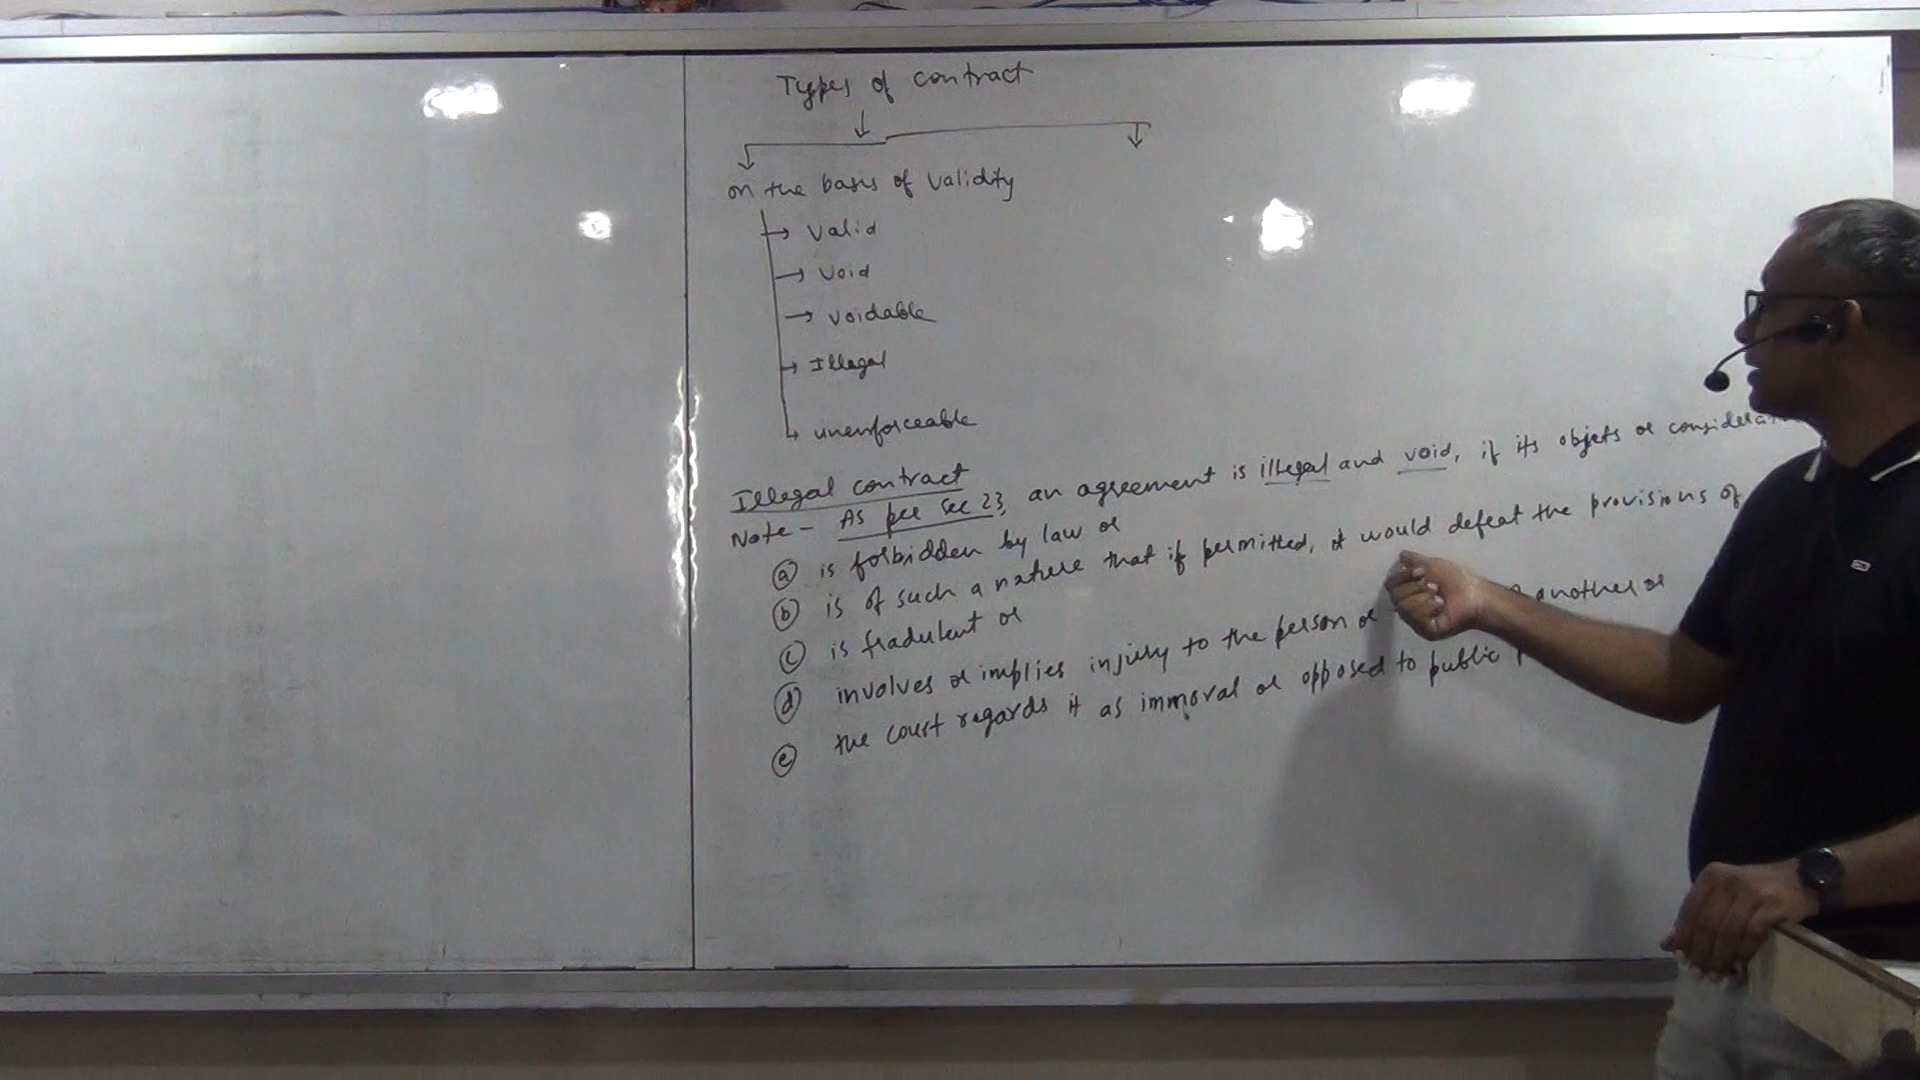 Types of contract
on the basis of validity
Valid
Void
Voidable
Illegal
unenforceable
Illegal contract
Note - As per sec 23, an agreement is illegal and void, if its objets or
a is forbidden by law or
b is of such a nature that if permitted, it would defeat the provisions of
c is fradulent or
d involves or implies injury to the person or another or
e the court regards it as immoral or opposed to public